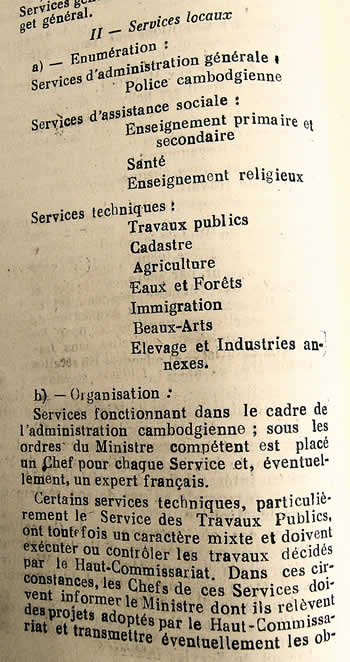 Services gé
get général.
II — Services locaux
a) — Enumération :
Services d'administration générale :
Police cambodgienne
Services d'assistance sociale :
Enseignement primaire et
secondaire
Santé
Enseignement religieux
Services techniques :
Travaux publics
Cadastre
Agriculture
Eaux et Forêts
Immigration
Beaux-Arts
Elevage et Industries an-
nexes.
b) — Organisation :
Services fonctionnant dans le cadre de
l'administration cambodgienne ; sous les
ordres du Ministre compétent est placé
un Chef pour chaque Service et, éventuel-
lement, un expert français.
Certains services techniques, particuliè-
rement le Service des Travaux Publics,
ont toutefois un caractère mixte et doivent
exécuter ou contrôler les travaux décidés
par le Haut-Commissariat. Dans ces cir-
constances, les Chefs de ces Services doi-
vent informer le Ministre dont ils relèvent
des projets adoptés par le Haut-Commissa-
riat et transmettre éventuellement les ob-